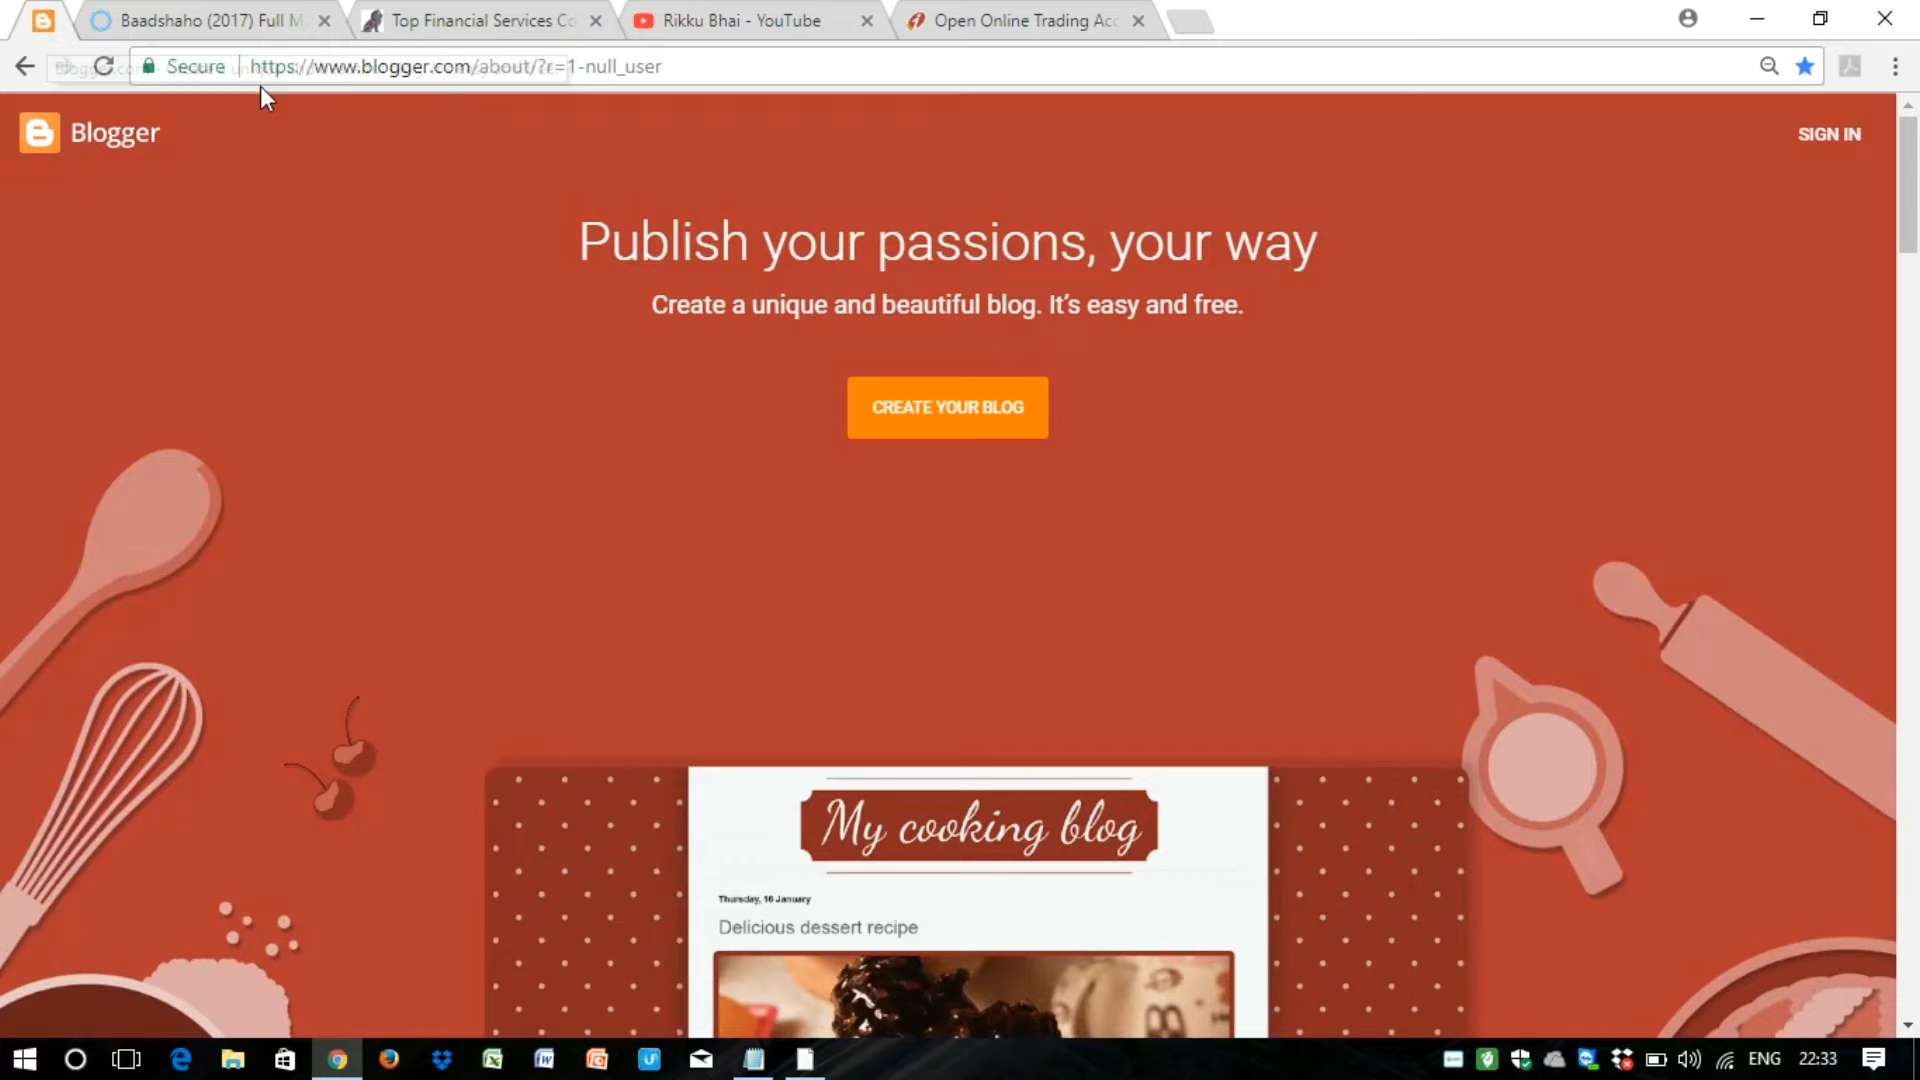 Baadshaho (2017) Full M
Top Financial Services Co
Rikku Bhai - YouTube
Open Online Trading Acc
Secure
https://www.blogger.com/about/?r=1-null_user
Blogger
SIGN IN
Publish your passions, your way
Create a unique and beautiful blog. It's easy and free.
CREATE YOUR BLOG
My cooking blog
Thursday, 16 January
Delicious dessert recipe
ENG
22:33